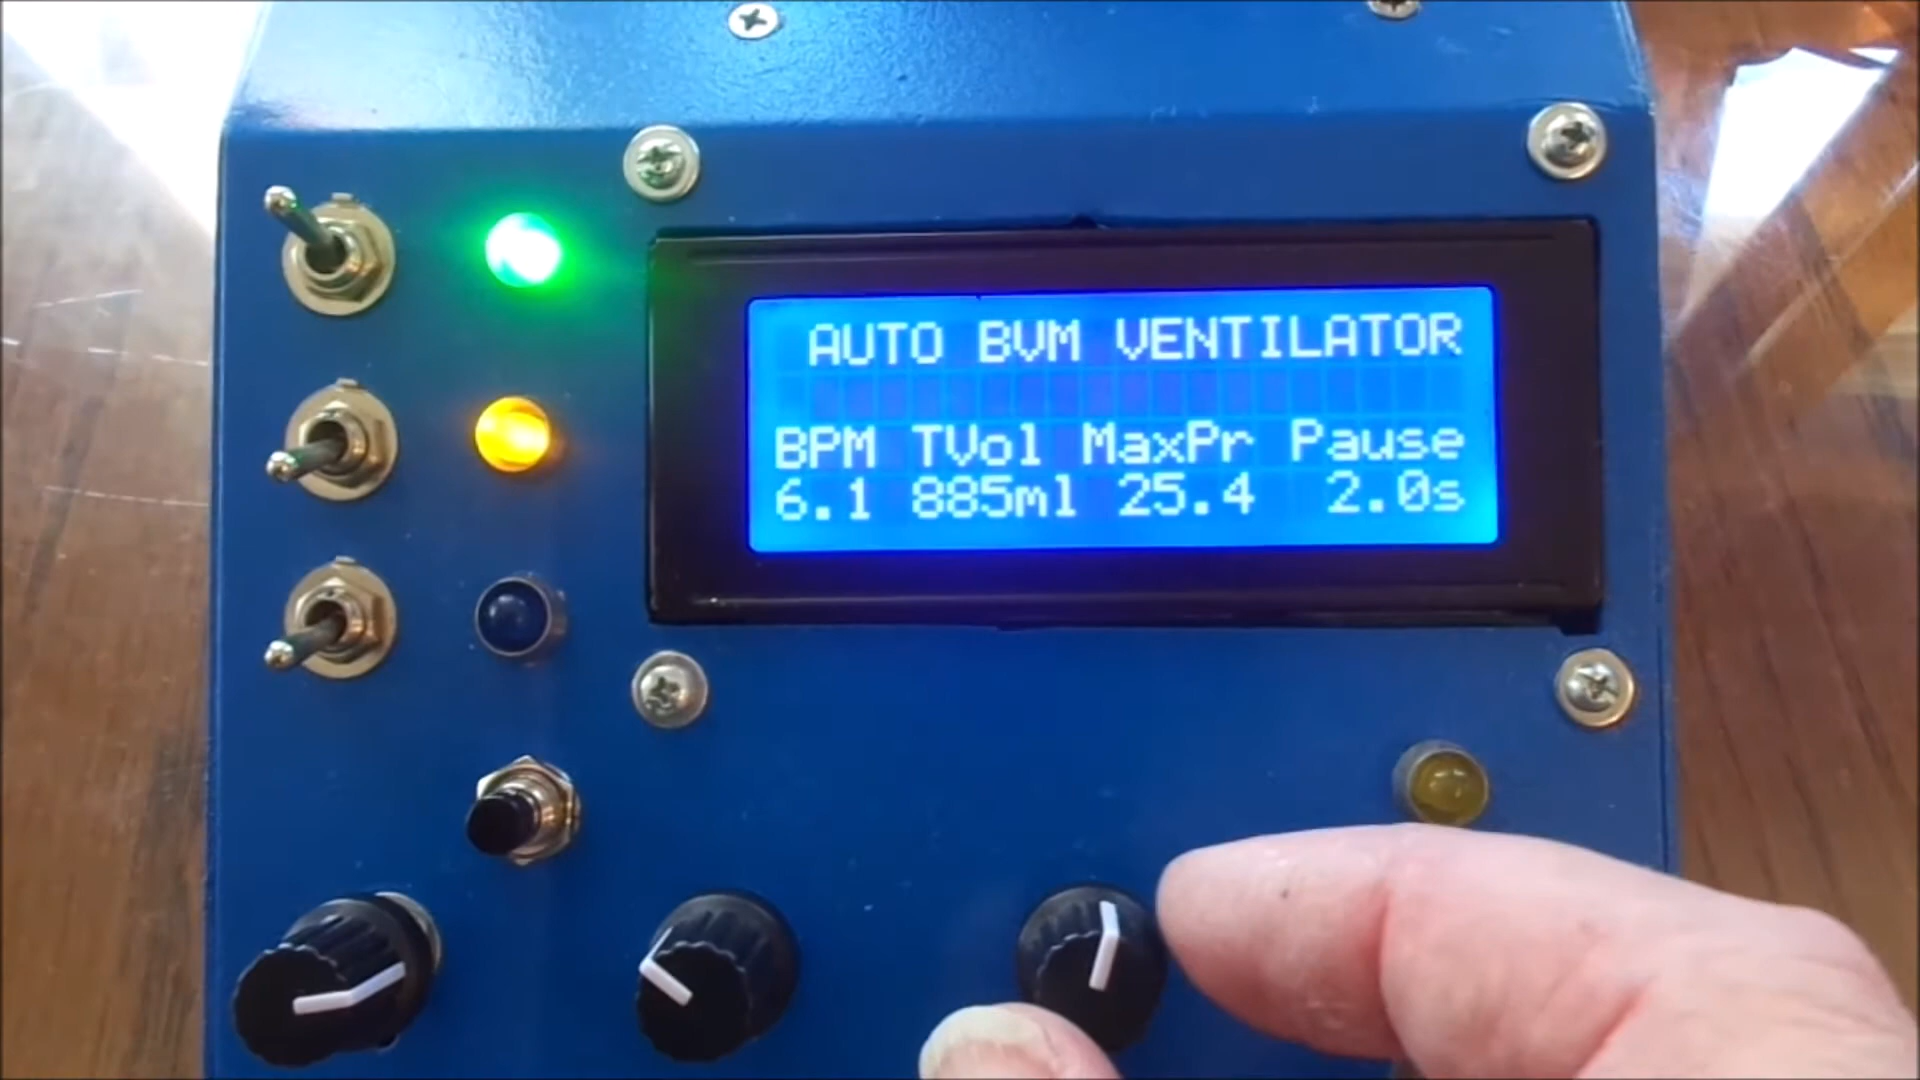 AUTO BVM VENTILATOR
BPM TVol MaxPr Pause
6.1 885ml 25.4 2.0s